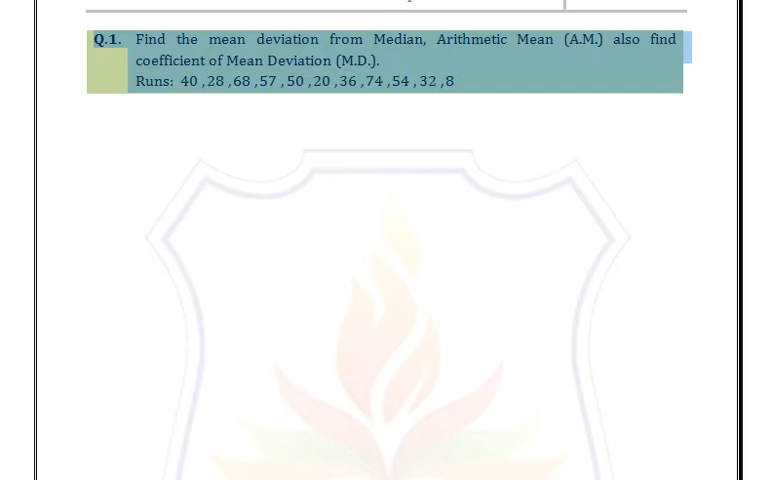 Q.1. Find the mean deviation from Median, Arithmetic Mean (A.M.) also find
coefficient of Mean Deviation (M.D.).
Runs: 40 ,28 ,68 ,57 ,50 ,20 ,36 ,74 ,54 ,32 ,8